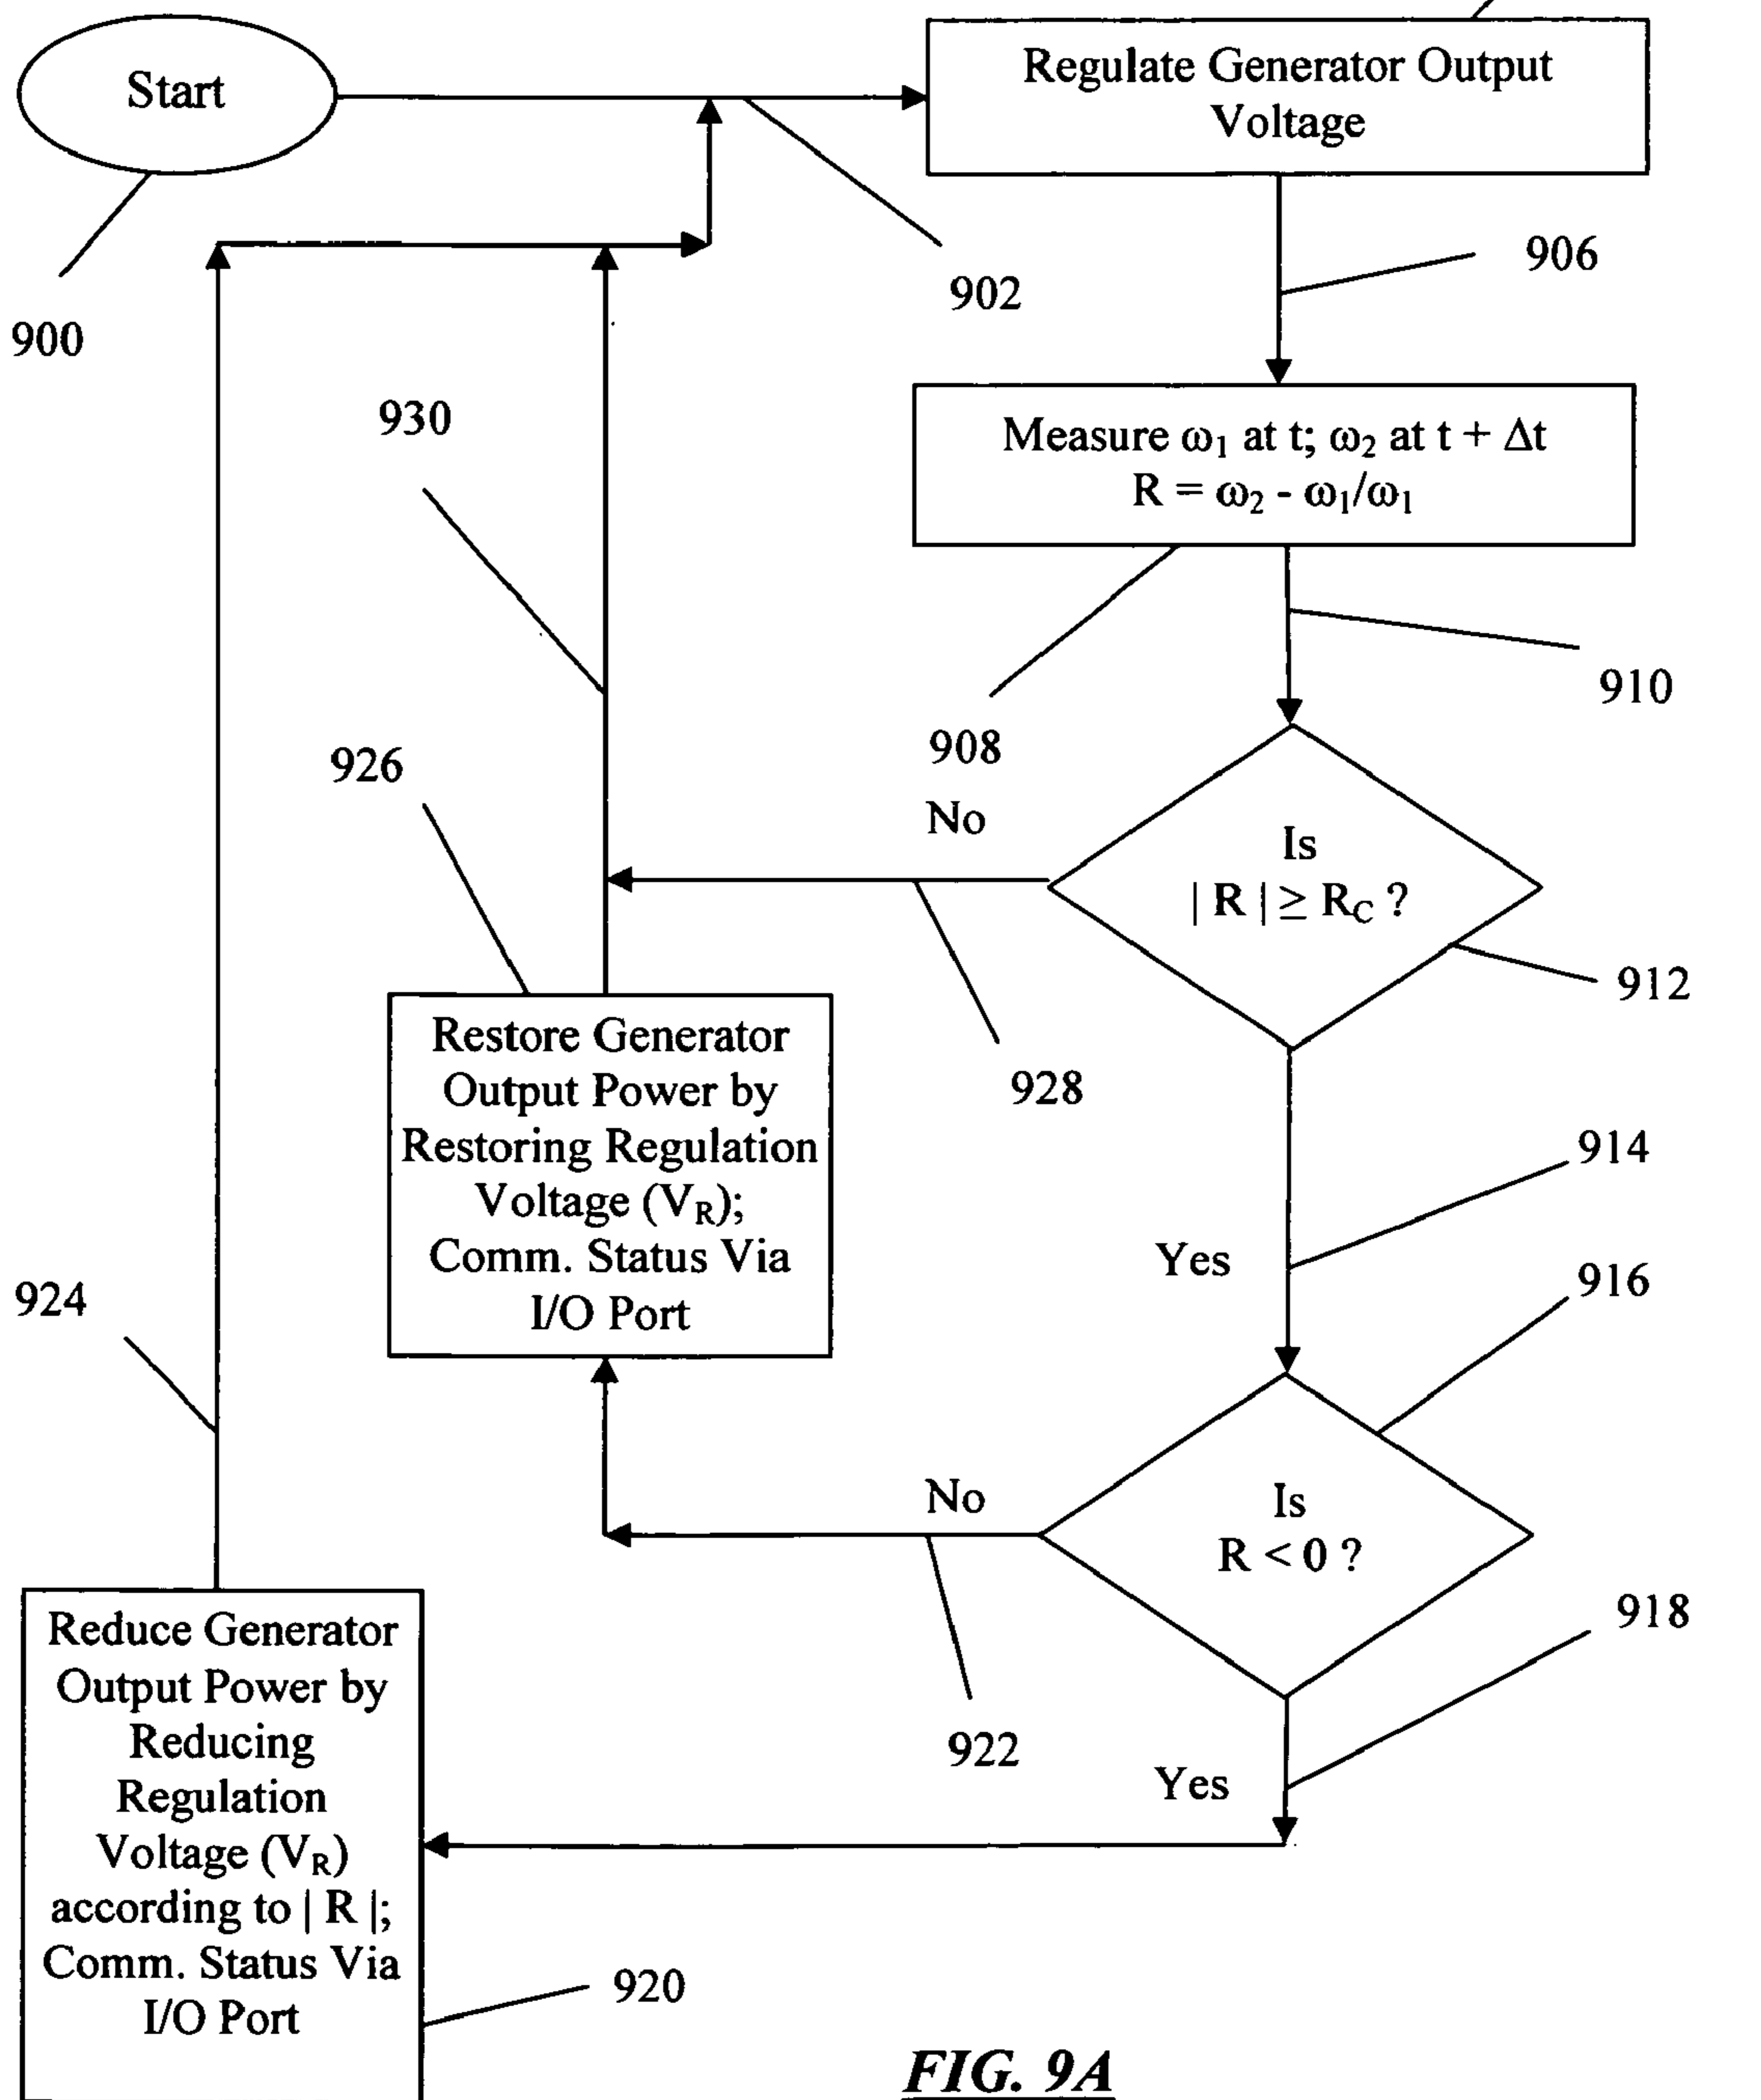 Start
Regulate Generator Output
Voltage
906
902
900
930
Measure ω₁ at t; ω₂ at t + Δt
R = ω₂ - ω₁/ω₁
910
908
926
No
Is
| R | ≥ R_C ?
912
928
Restore Generator
Output Power by
Restoring Regulation
Voltage (V_R);
Comm. Status Via
I/O Port
914
Yes
916
924
No
Is
R < 0 ?
918
922
Yes
Reduce Generator
Output Power by
Reducing
Regulation
Voltage (V_R)
according to | R |;
Comm. Status Via
I/O Port
920
FIG. 9A